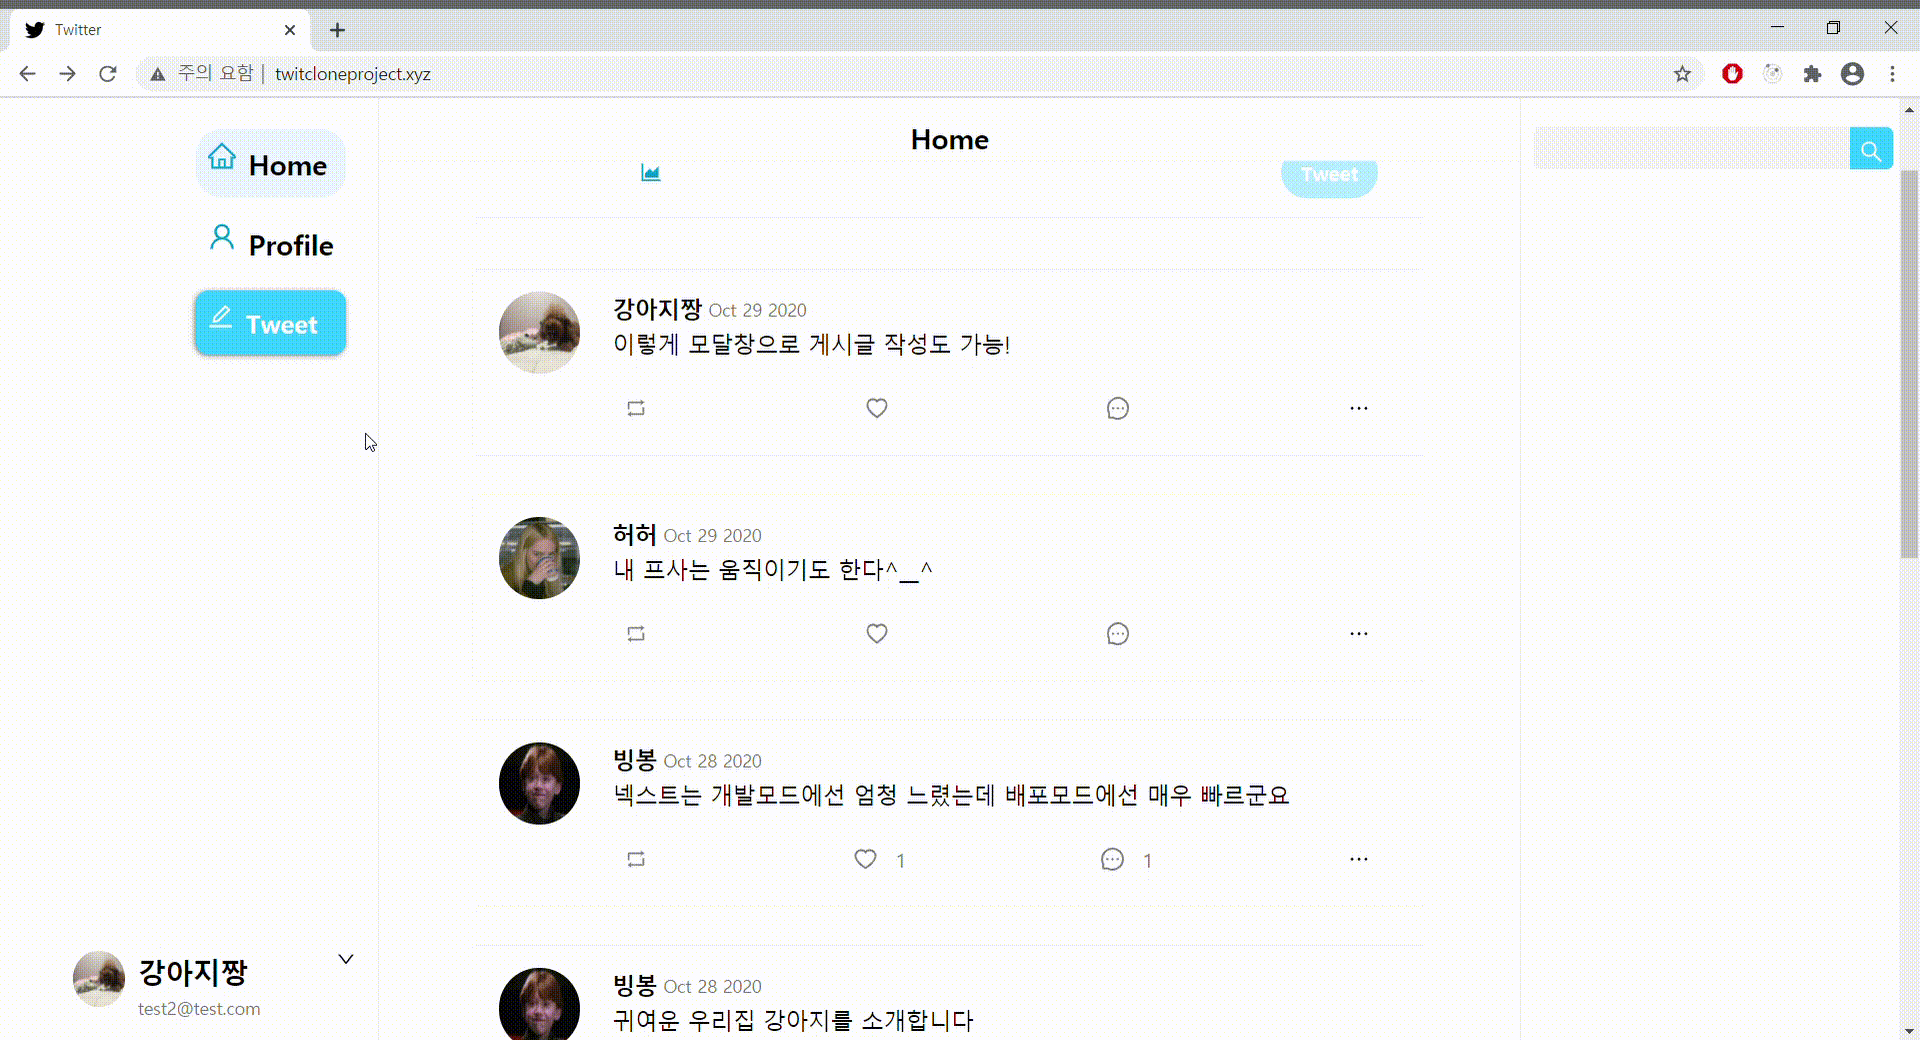 Twitter
주의 요함
twitcloneproject.xyz
Home
Profile
Tweet
Home
Tweet
강아지짱 Oct 29 2020
이렇게 모달창으로 게시글 작성도 가능!
허허 Oct 29 2020
내 프사는 움직이기도 한다^__^
빙봉 Oct 28 2020
넥스트는 개발모드에선 엄청 느렸는데 배포모드에선 매우 빠르군요
1 1
빙봉 Oct 28 2020
귀여운 우리집 강아지를 소개합니다
강아지짱
test2@test.com